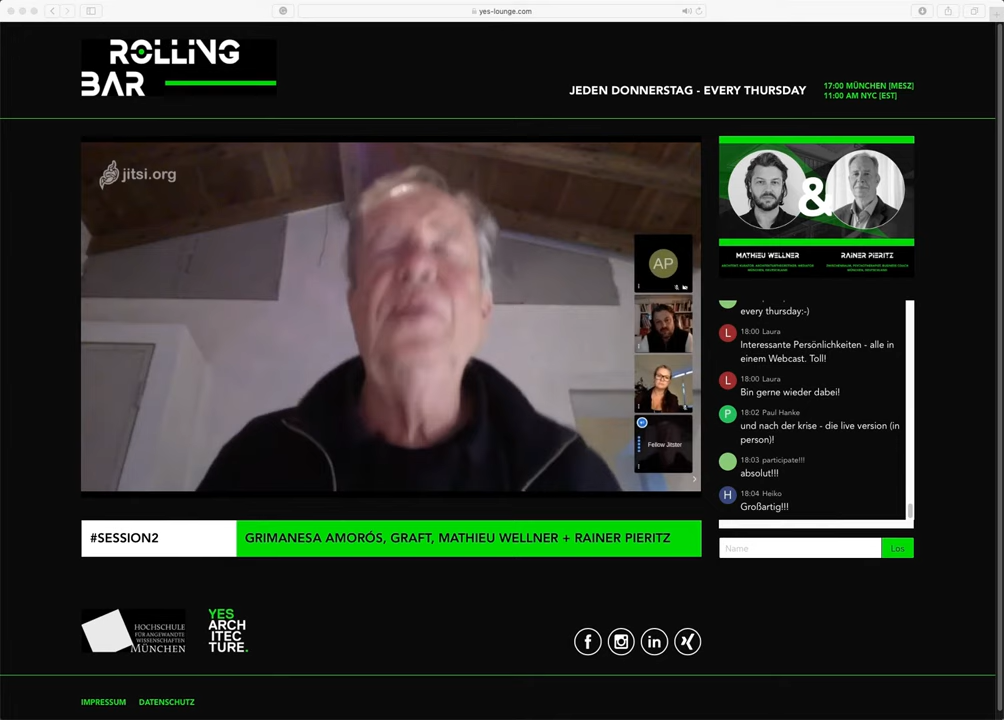 yes-lounge.com
ROLLING
BAR
JEDEN DONNERSTAG - EVERY THURSDAY
17:00 MÜNCHEN [MESZ]
11:00 AM NYC [EST]
jitsi.org
AP
Fellow Jitster
&
MATHIEU WELLNER
RAINER PIERITZ
every thursday:-)
L
18:00 Laura
Interessante Persönlichkeiten - alle in
einem Webcast. Toll!
L
18:00 Laura
Bin gerne wieder dabei!
P
18:02 Paul Hanke
und nach der krise - die live version (in
person)!
18:03 participate!!!
absolut!!!
H
18:04 Heiko
Großartig!!!
Name
Los
#SESSION2
GRIMANESA AMORÓS, GRAFT, MATHIEU WELLNER + RAINER PIERITZ
HOCHSCHULE
FÜR ANGEWANDTE
WISSENSCHAFTEN
MÜNCHEN
YES
ARCH
ITEC
TURE.
f
in
IMPRESSUM
DATENSCHUTZ